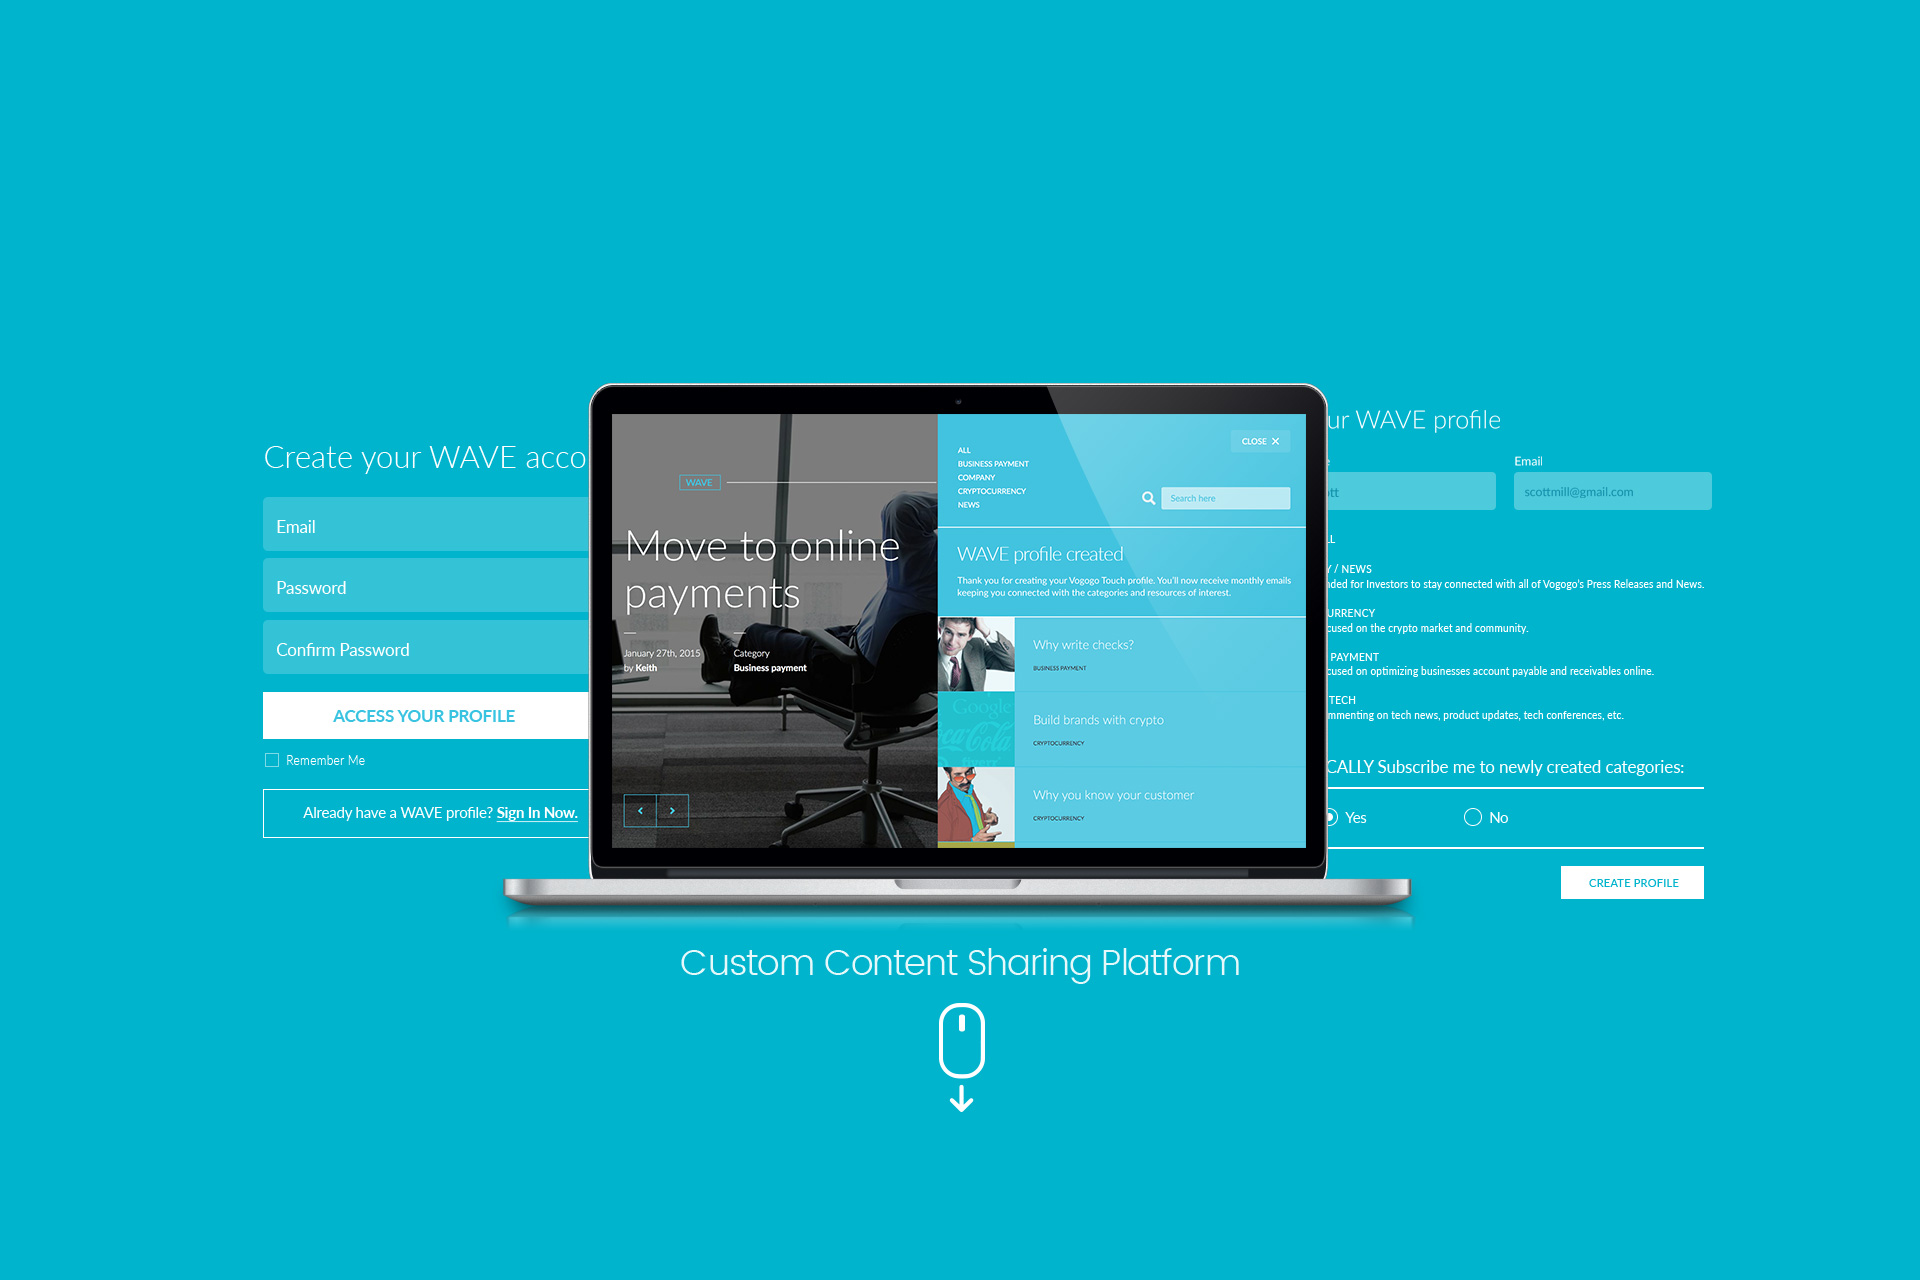 Create your WAVE acco
Email
Password
Confirm Password
ACCESS YOUR PROFILE
Remember Me
Already have a WAVE profile? Sign In Now.
WAVE
Move to online
payments
January 27th, 2015
by Keith
Category
Business payment
CLOSE
ALL
BUSINESS PAYMENT
COMPANY
CRYPTOCURRENCY
NEWS
Search here
WAVE profile created
Thank you for creating your Vogogo Touch profile. You'll now receive monthly emails
keeping you connected with the categories and resources of interest.
Why write checks?
BUSINESS PAYMENT
Google
Coca-Cola
Build brands with crypto
CRYPTOCURRENCY
Why you know your customer
CRYPTOCURRENCY
ur WAVE profile
Email
tt
scottmill@gmail.com
LL
Y / NEWS
nded for Investors to stay connected with all of Vogogo's Press Releases and News.
URRENCY
cused on the crypto market and community.
PAYMENT
cused on optimizing businesses account payable and receivables online.
TECH
mmenting on tech news, product updates, tech conferences, etc.
CALLY Subscribe me to newly created categories:
Yes
No
CREATE PROFILE
Custom Content Sharing Platform